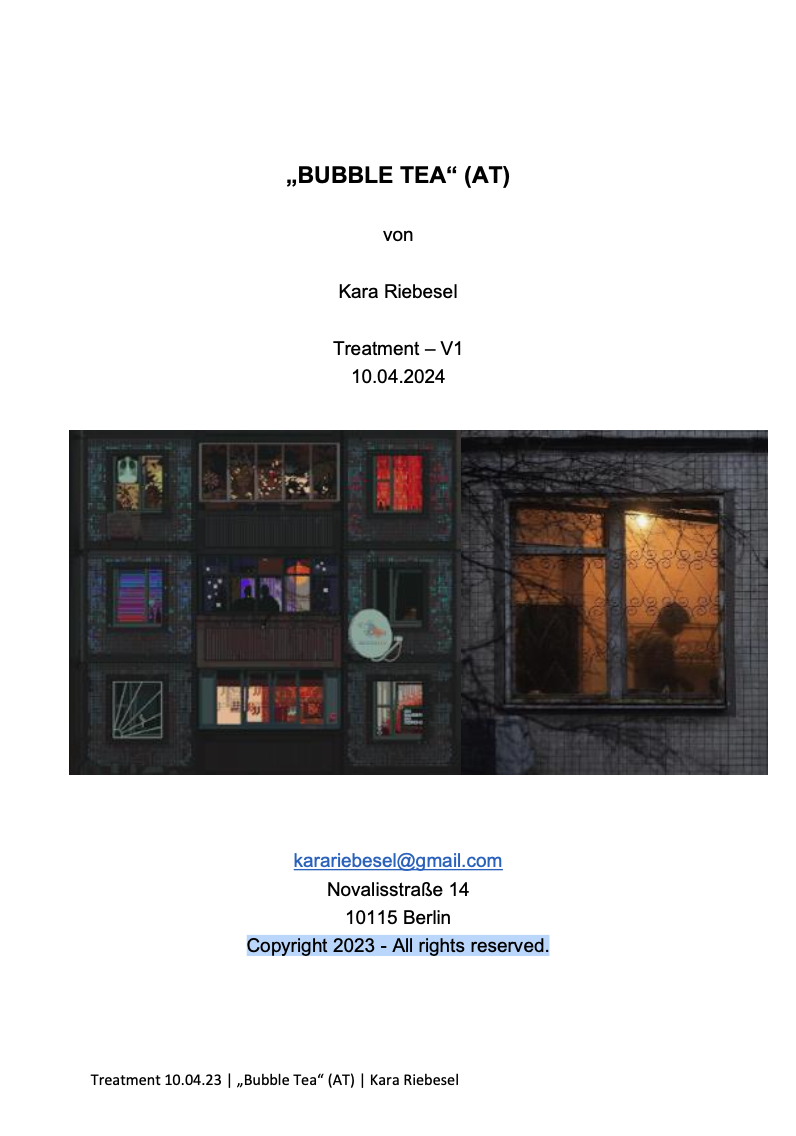 „BUBBLE TEA“ (AT)
von
Kara Riebesel
Treatment – V1
10.04.2024
karariebesel@gmail.com
Novalisstraße 14
10115 Berlin
Copyright 2023 - All rights reserved.
Treatment 10.04.23 | „Bubble Tea“ (AT) | Kara Riebesel